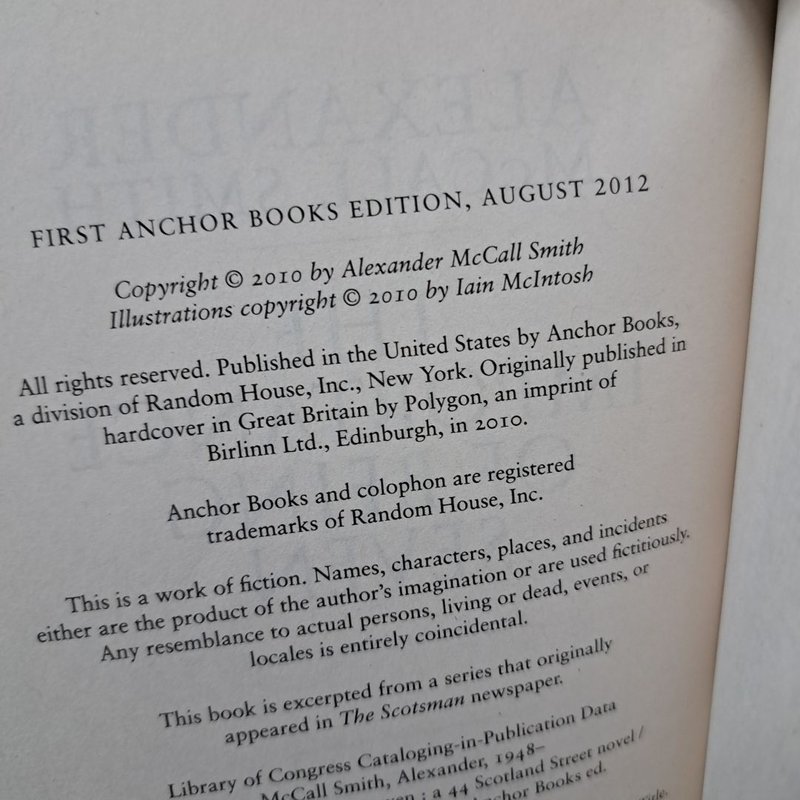 FIRST ANCHOR BOOKS EDITION, AUGUST 2012
Copyright © 2010 by Alexander McCall Smith
Illustrations copyright © 2010 by Iain McIntosh
All rights reserved. Published in the United States by Anchor Books,
a division of Random House, Inc., New York. Originally published in
hardcover in Great Britain by Polygon, an imprint of
Birlinn Ltd., Edinburgh, in 2010.
Anchor Books and colophon are registered
trademarks of Random House, Inc.
This is a work of fiction. Names, characters, places, and incidents
either are the product of the author's imagination or are used fictitiously.
Any resemblance to actual persons, living or dead, events, or
locales is entirely coincidental.
This book is excerpted from a series that originally
appeared in The Scotsman newspaper.
Library of Congress Cataloging-in-Publication Data
McCall Smith, Alexander, 1948–
: a 44 Scotland Street novel /
Anchor Books ed.